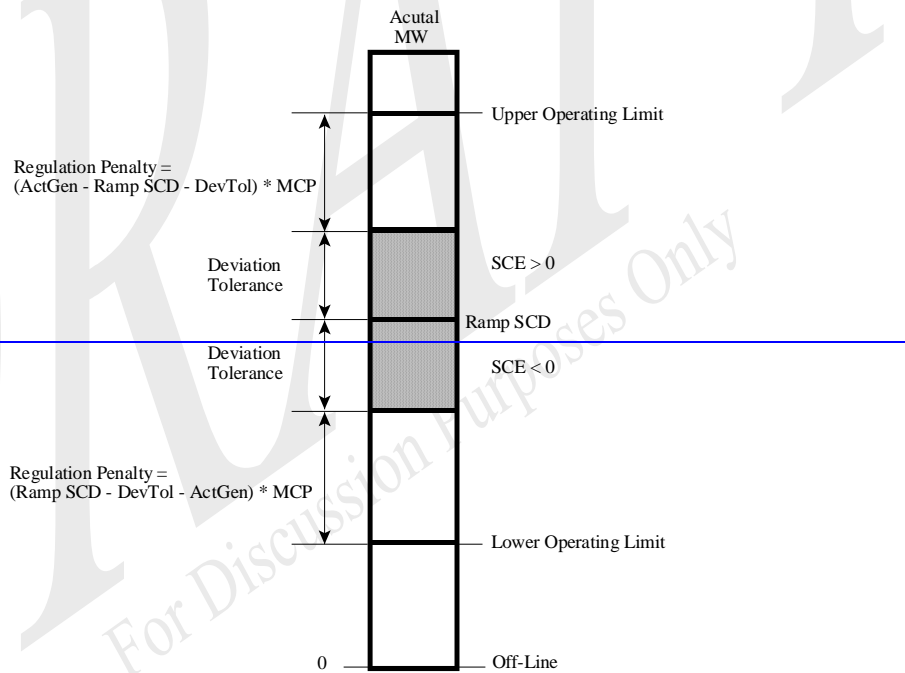 Acutal
MW
Upper Operating Limit
Regulation Penalty =
(ActGen - Ramp SCD - DevTol) * MCP
Deviation
Tolerance
SCE > 0
Ramp SCD
Deviation
Tolerance
SCE < 0
Regulation Penalty =
(Ramp SCD - DevTol - ActGen) * MCP
Lower Operating Limit
0
Off-Line
DRAFT
For Discussion Purposes Only